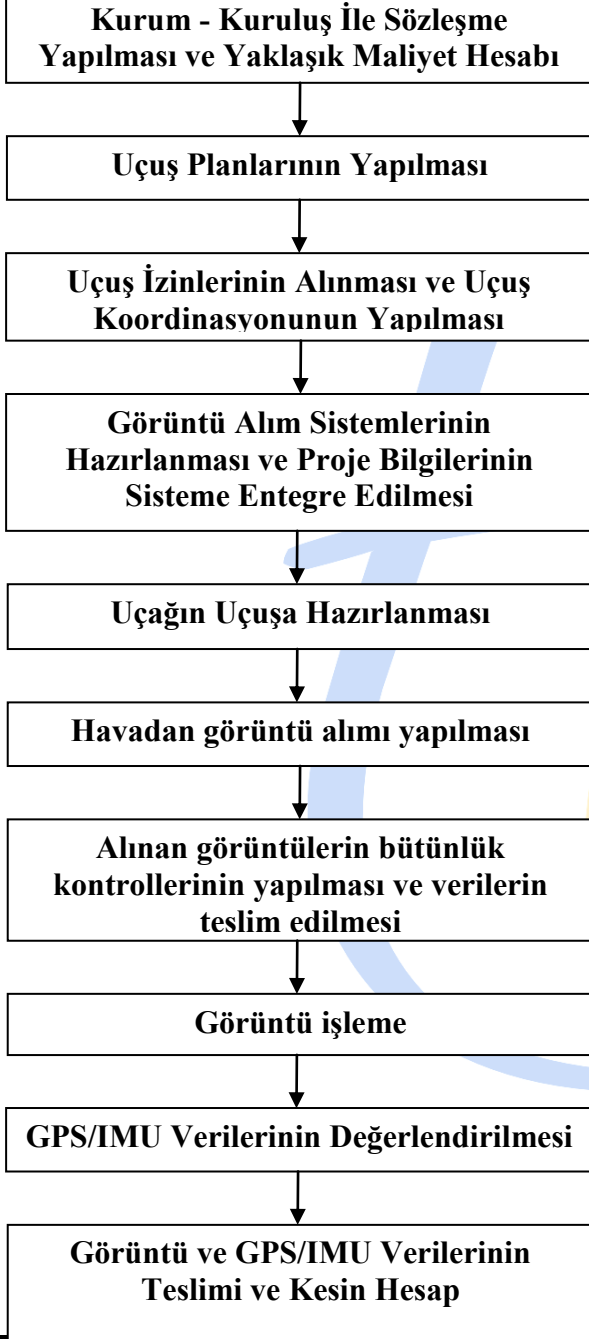 Kurum - Kuruluş İle Sözleşme
Yapılması ve Yaklaşık Maliyet Hesabı
Uçuş Planlarının Yapılması
Uçuş İzinlerinin Alınması ve Uçuş
Koordinasyonunun Yapılması
Görüntü Alım Sistemlerinin
Hazırlanması ve Proje Bilgilerinin
Sisteme Entegre Edilmesi
Uçağın Uçuşa Hazırlanması
Havadan görüntü alımı yapılması
Alınan görüntülerin bütünlük
kontrollerinin yapılması ve verilerin
teslim edilmesi
Görüntü işleme
GPS/IMU Verilerinin Değerlendirilmesi
Görüntü ve GPS/IMU Verilerinin
Teslimi ve Kesin Hesap